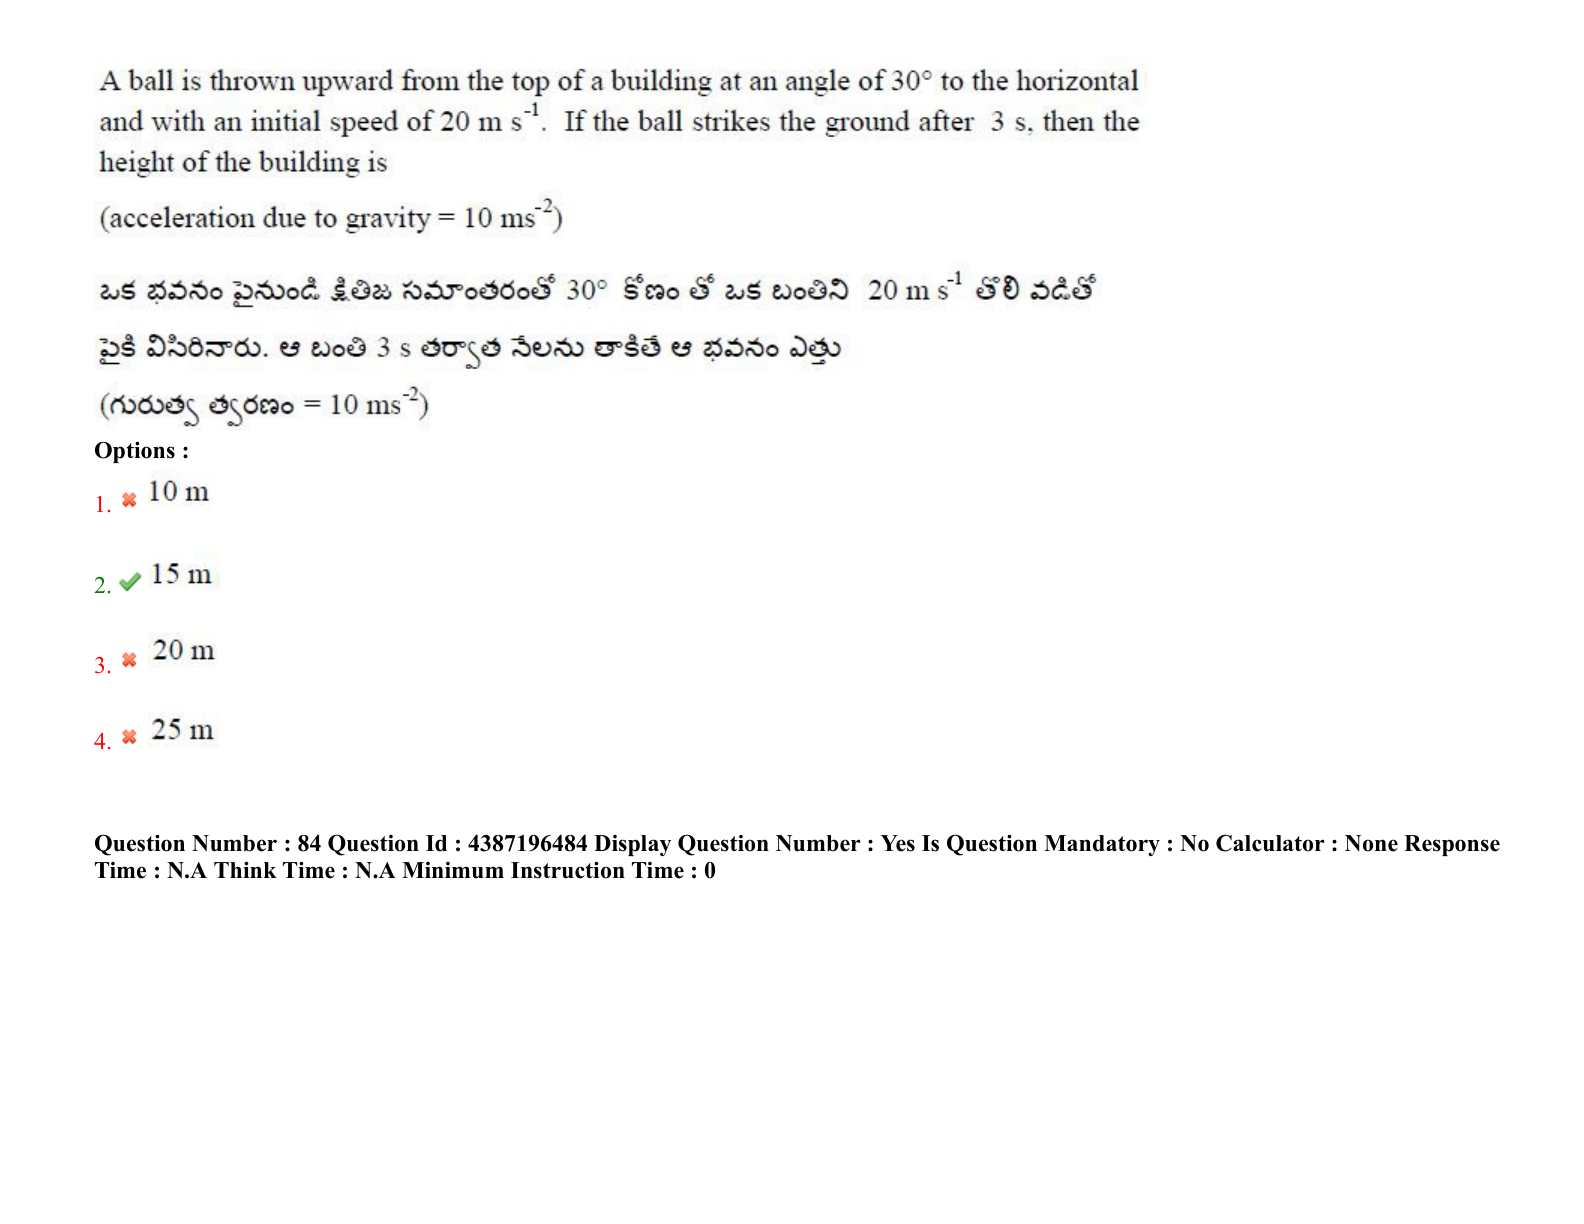 A ball is thrown upward from the top of a building at an angle of 30° to the horizontal
and with an initial speed of 20 m s⁻¹. If the ball strikes the ground after 3 s, then the
height of the building is
(acceleration due to gravity = 10 ms⁻²)
ఒక భవనం పైనుండి క్షితిజ సమాంతరంతో 30° కోణం తో ఒక బంతిని 20 m s⁻¹ తొలి వడితో
పైకి విసిరినారు. ఆ బంతి 3 s తర్వాత నేలను తాకితే ఆ భవనం ఎత్తు
(గురుత్వ త్వరణం = 10 ms⁻²)
Options :
1. 10 m
2. 15 m
3. 20 m
4. 25 m
Question Number : 84 Question Id : 4387196484 Display Question Number : Yes Is Question Mandatory : No Calculator : None Response
Time : N.A Think Time : N.A Minimum Instruction Time : 0